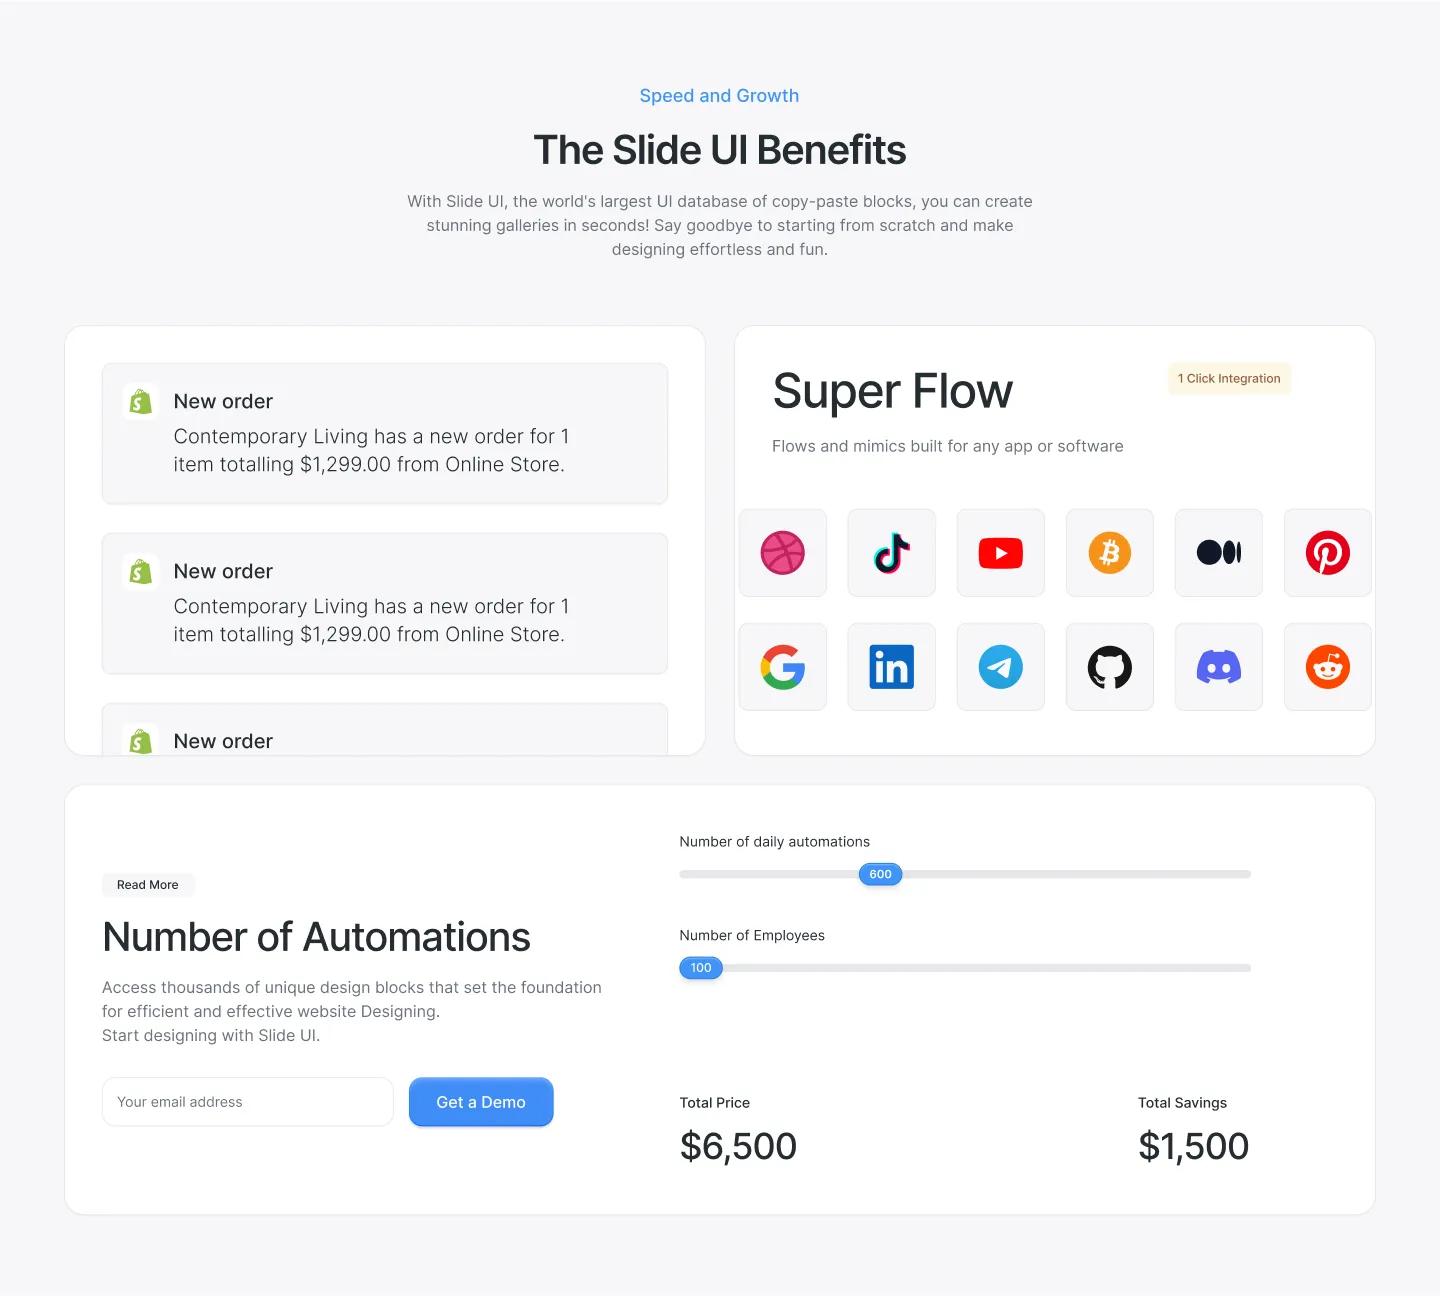 Speed and Growth
The Slide UI Benefits
With Slide UI, the world's largest UI database of copy-paste blocks, you can create
stunning galleries in seconds! Say goodbye to starting from scratch and make
designing effortless and fun.
New order
Contemporary Living has a new order for 1
item totalling $1,299.00 from Online Store.
New order
Contemporary Living has a new order for 1
item totalling $1,299.00 from Online Store.
New order
Super Flow
1 Click Integration
Flows and mimics built for any app or software
in
Read More
Number of Automations
Access thousands of unique design blocks that set the foundation
for efficient and effective website Designing.
Start designing with Slide UI.
Your email address
Get a Demo
Number of daily automations
600
Number of Employees
100
Total Price
$6,500
Total Savings
$1,500